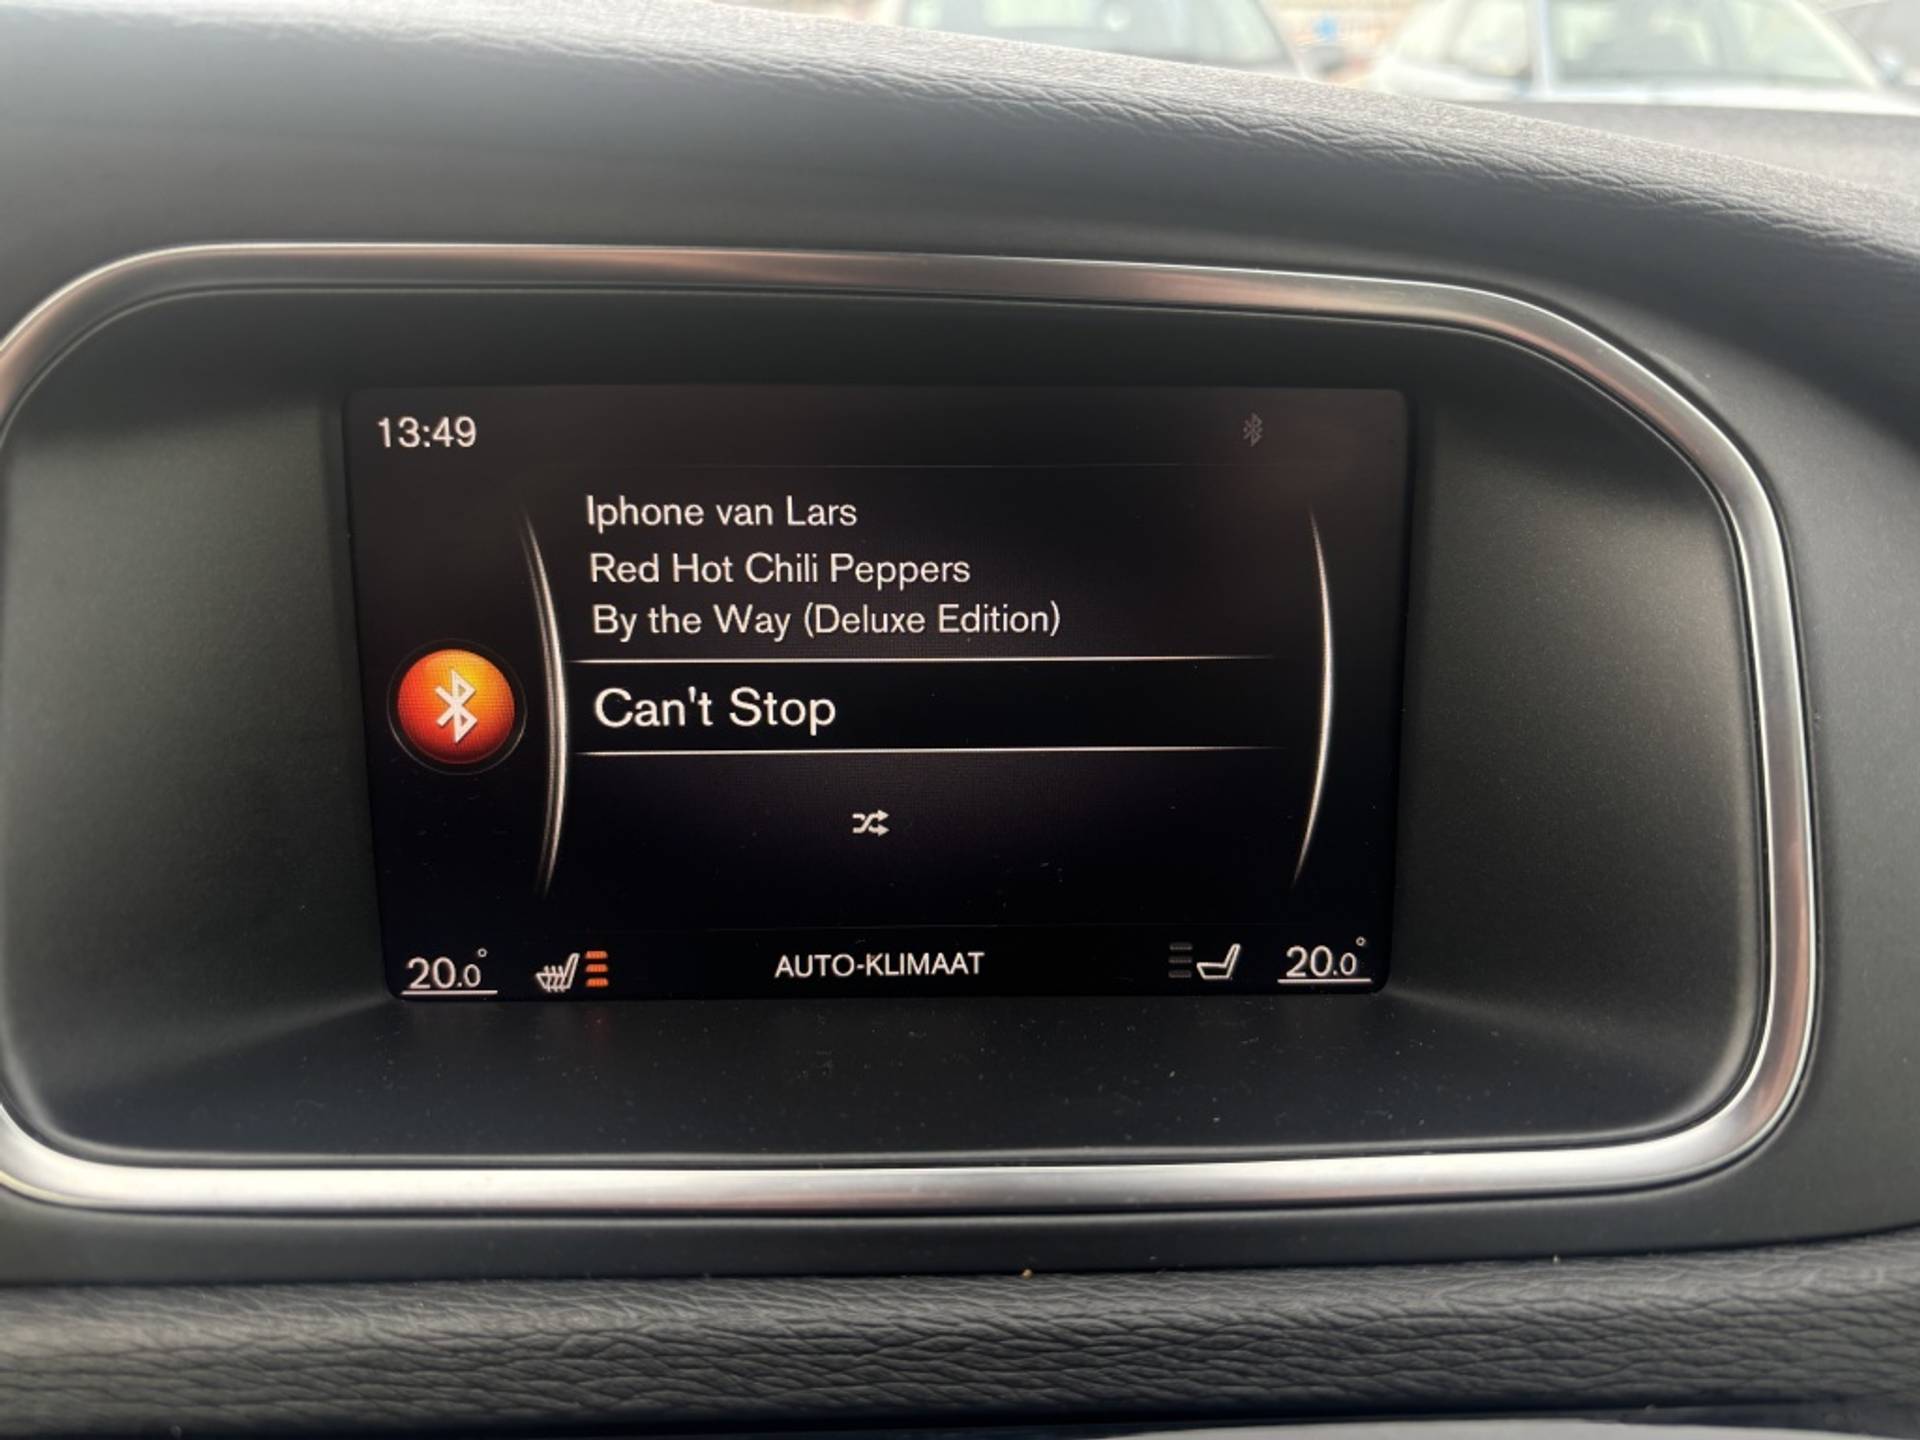 13:49
Iphone van Lars
Red Hot Chili Peppers
By the Way (Deluxe Edition)
Can't Stop
20.0° AUTO-KLIMAAT 20.0°